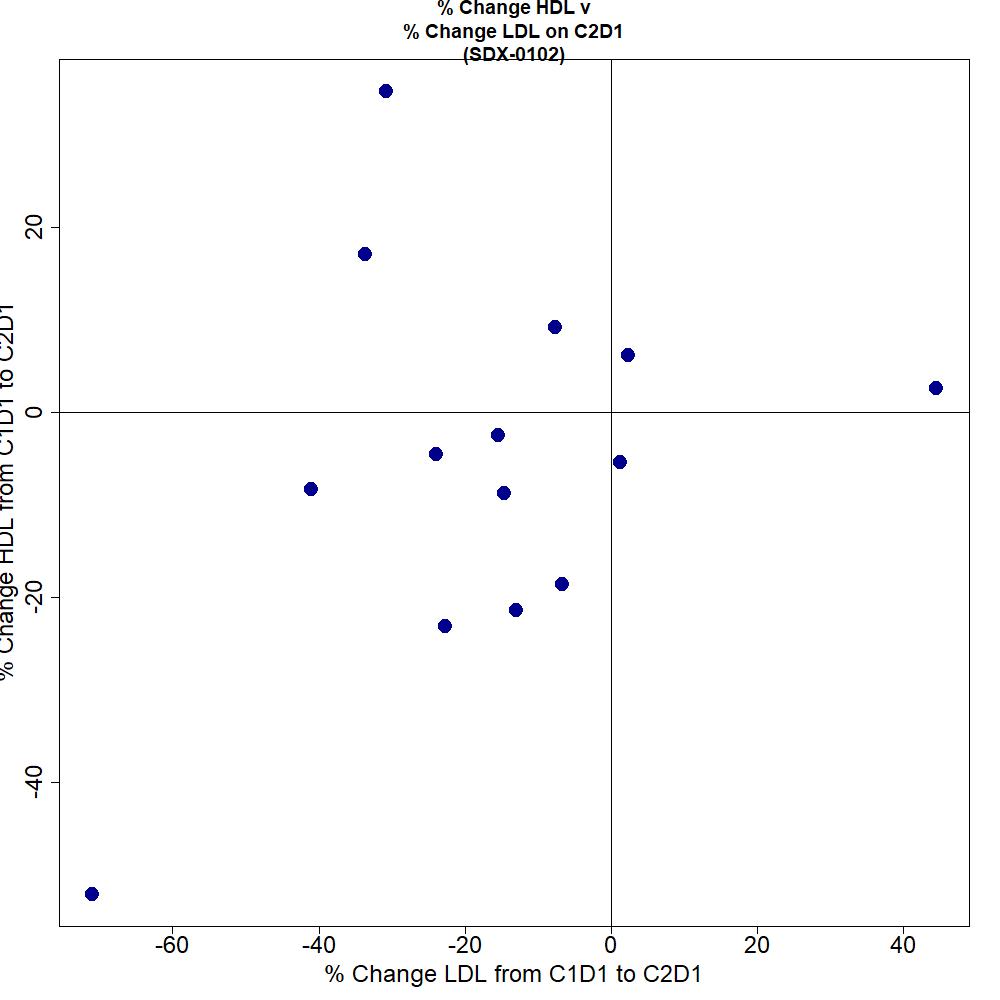 % Change HDL v
% Change LDL on C2D1
(SDX-0102)
% Change HDL from C1D1 to C2D1
20
0
-20
-40
-60
-40
-20
0
20
40
% Change LDL from C1D1 to C2D1